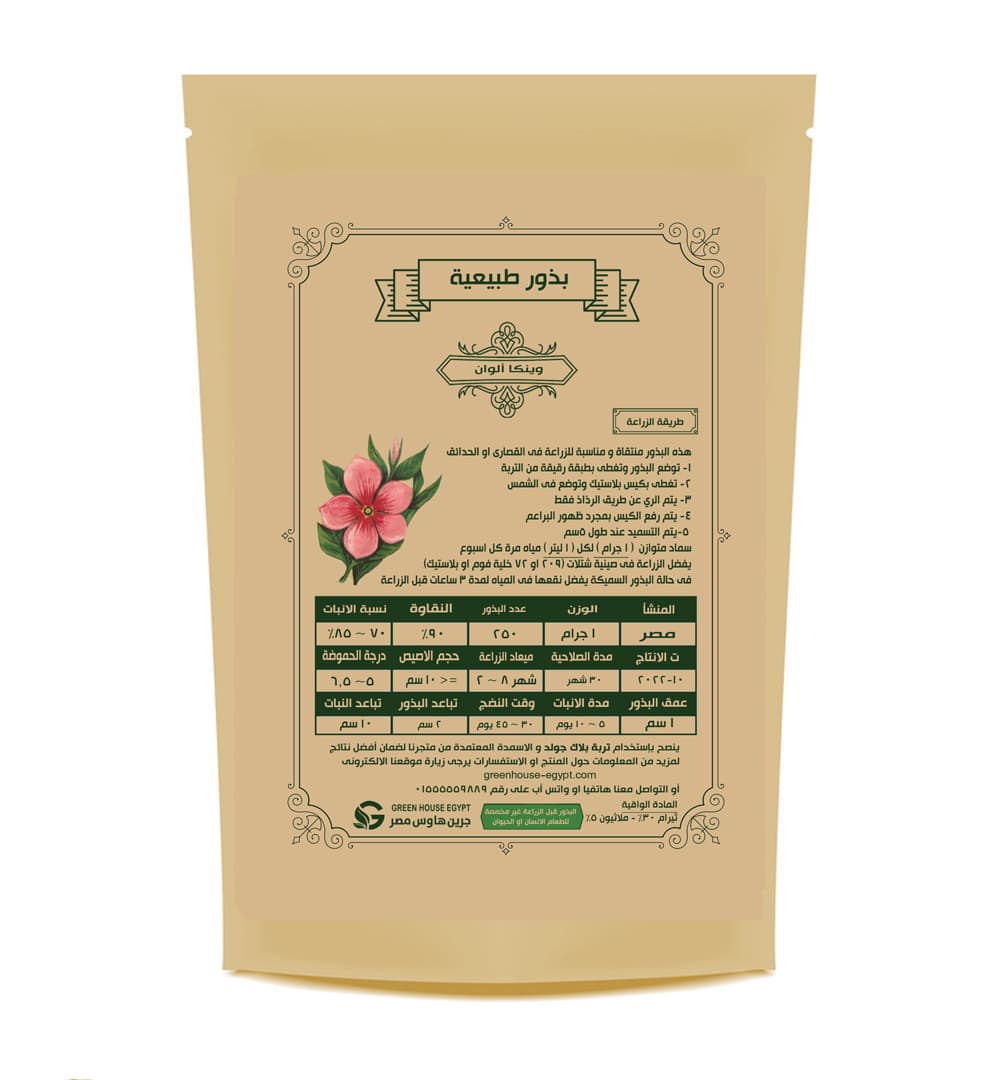 بذور طبيعية
وينكا ألوان
طريقة الزراعة
هذه البذور منتقاة و مناسبة للزراعة فى القصارى او الحدائق
١- توضع البذور وتغطى بطبقة رقيقة من التربة
٢- تغطى بكيس بلاستيك وتوضع فى الشمس
٣- يتم الري عن طريق الرذاذ فقط
٤- يتم رفع الكيس بمجرد ظهور البراعم
٥-يتم التسميد عند طول ٥سم
سماد متوازن (١ جرام) لكل (١ ليتر) مياه مرة كل اسبوع
يفضل الزراعة فى صينية شتلات (٢٠٩ او ٧٢ خلية فوم او بلاستيك)
فى حالة البذور السميكة يفضل نقعها فى المياه لمدة ٣ ساعات قبل الزراعة
المنشأ الوزن عدد البذور النقاوة نسبة الانبات
مصر ١ جرام ٢٥٠ ٩٠٪ ٧٠ ~ ٨٥٪
ت الانتاج مدة الصلاحية ميعاد الزراعة حجم الاصيص درجة الحموضة
١٠-٢٠٢٢ ٣٠ شهر شهر ٨ ~ ٢ =< ١٠ سم ٥~ ٦,٥
عمق البذور مدة الانبات وقت النضج تباعد البذور تباعد النبات
١ سم ٥ ~ ١٠ يوم ٣٠ ~ ٤٥ يوم ٢ سم ١٠ سم
ينصح بإستخدام تربة بلاك جولد و الاسمدة المعتمدة من متجرنا لضمان أفضل نتائج
لمزيد من المعلومات حول المنتج او الاستفسارات يرجى زيارة موقعنا الالكترونى
greenhouse-egypt.com
أو التواصل معنا هاتفيا او واتس أب على رقم ٠١٥٥٥٥٥٩٨٨٩
المادة الواقية
ثيرام ٣٠٪ - ملاثيون ٥٪
البذور قبل الزراعة غير مخصصة
للطعام الانسان او الحيوان
GREEN HOUSE EGYPT
جرين هاوس مصر